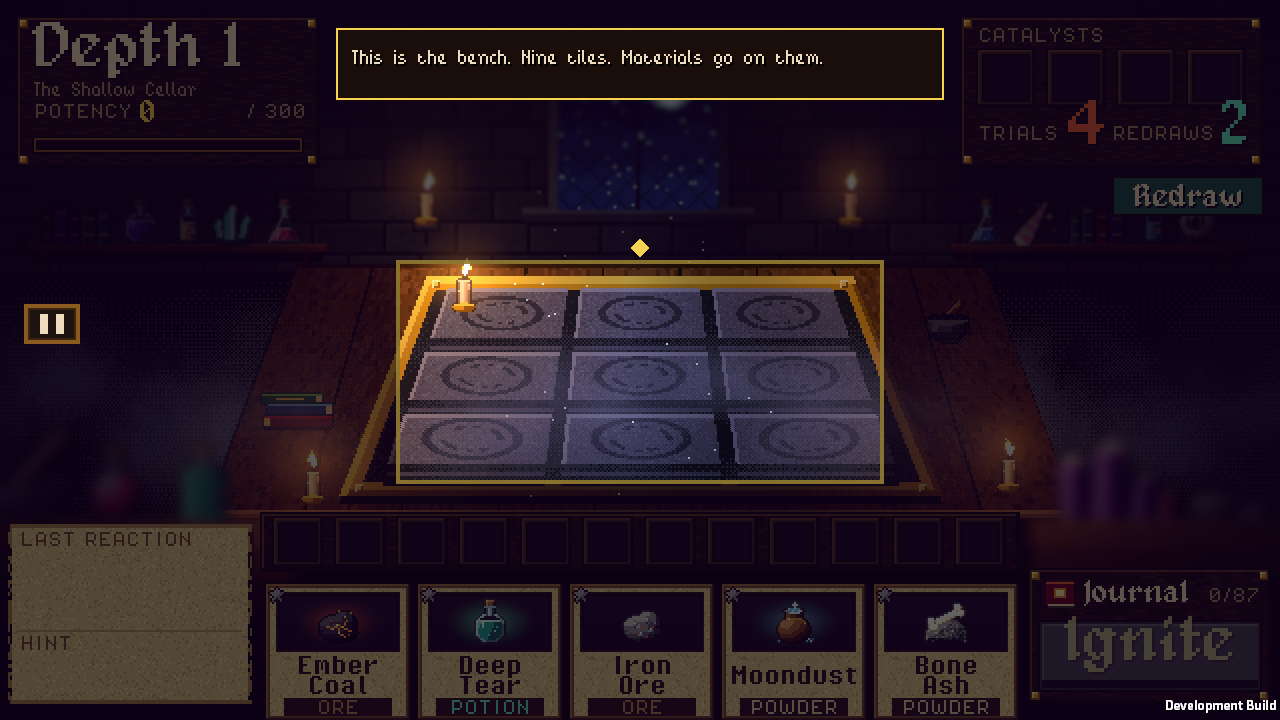 Depth 1
The Shallow Cellar
POTENCY 0 / 300
This is the bench. Nine tiles. Materials go on them.
CATALYSTS
TRIALS 4 REDRAWS 2
Redraw
LAST REACTION
HINT
Ember
Coal
ORE
Deep
Tear
POTION
Iron
Ore
ORE
Moondust
POWDER
Bone
Ash
POWDER
Journal 0/87
Ignite
Development Build